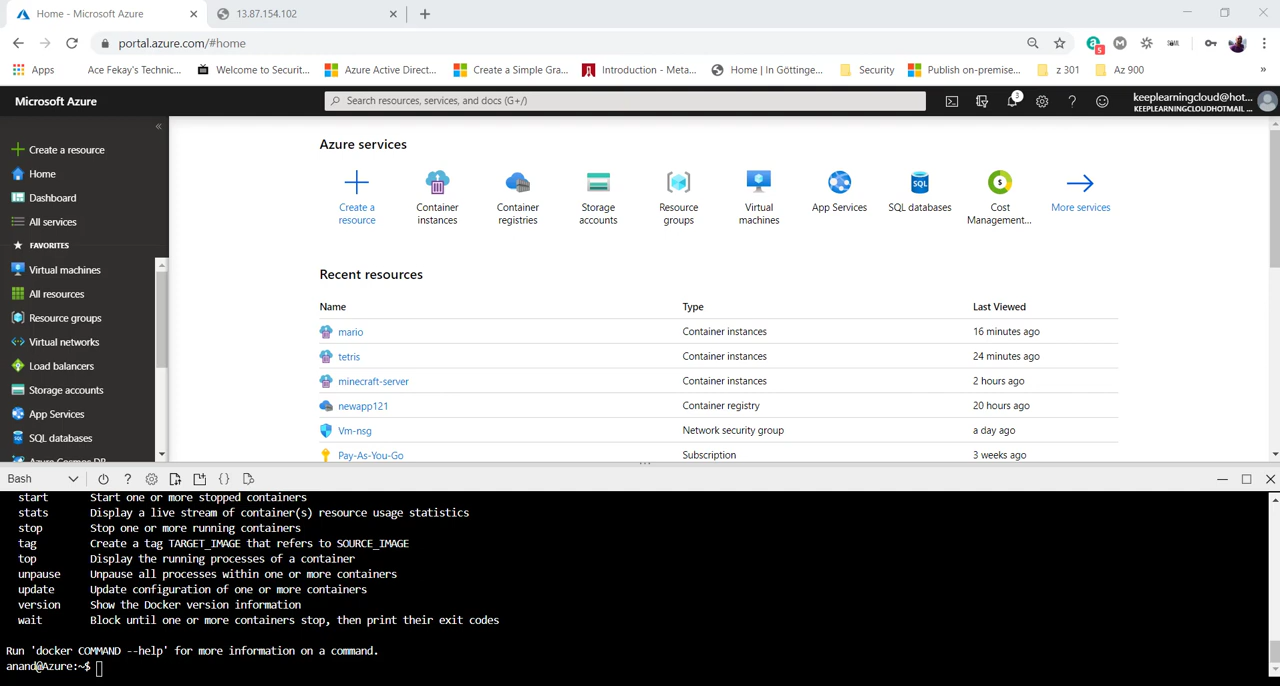 Home - Microsoft Azure
13.87.154.102
portal.azure.com/#home
Apps
Ace Fekay's Technic...
Welcome to Securit...
Azure Active Direct...
Create a Simple Gra...
Introduction - Meta...
Home | In Göttinge...
Security
Publish on-premise...
z 301
Az 900
»
Microsoft Azure
Search resources, services, and docs (G+/)
keeplearningcloud@hot...
KEEPLEARNINGCLOUDHOTMAIL ...
Create a resource
Home
Dashboard
All services
FAVORITES
Virtual machines
All resources
Resource groups
Virtual networks
Load balancers
Storage accounts
App Services
SQL databases
Azure Cosmos DB
Azure services
Create a
resource
Container
instances
Container
registries
Storage
accounts
Resource
groups
Virtual
machines
App Services
SQL databases
Cost
Management...
More services
Recent resources
Name Type Last Viewed
mario Container instances 16 minutes ago
tetris Container instances 24 minutes ago
minecraft-server Container instances 2 hours ago
newapp121 Container registry 20 hours ago
Vm-nsg Network security group a day ago
Pay-As-You-Go Subscription 3 weeks ago
Bash
start Start one or more stopped containers
stats Display a live stream of container(s) resource usage statistics
stop Stop one or more running containers
tag Create a tag TARGET_IMAGE that refers to SOURCE_IMAGE
top Display the running processes of a container
unpause Unpause all processes within one or more containers
update Update configuration of one or more containers
version Show the Docker version information
wait Block until one or more containers stop, then print their exit codes
Run 'docker COMMAND --help' for more information on a command.
anand@Azure:~$